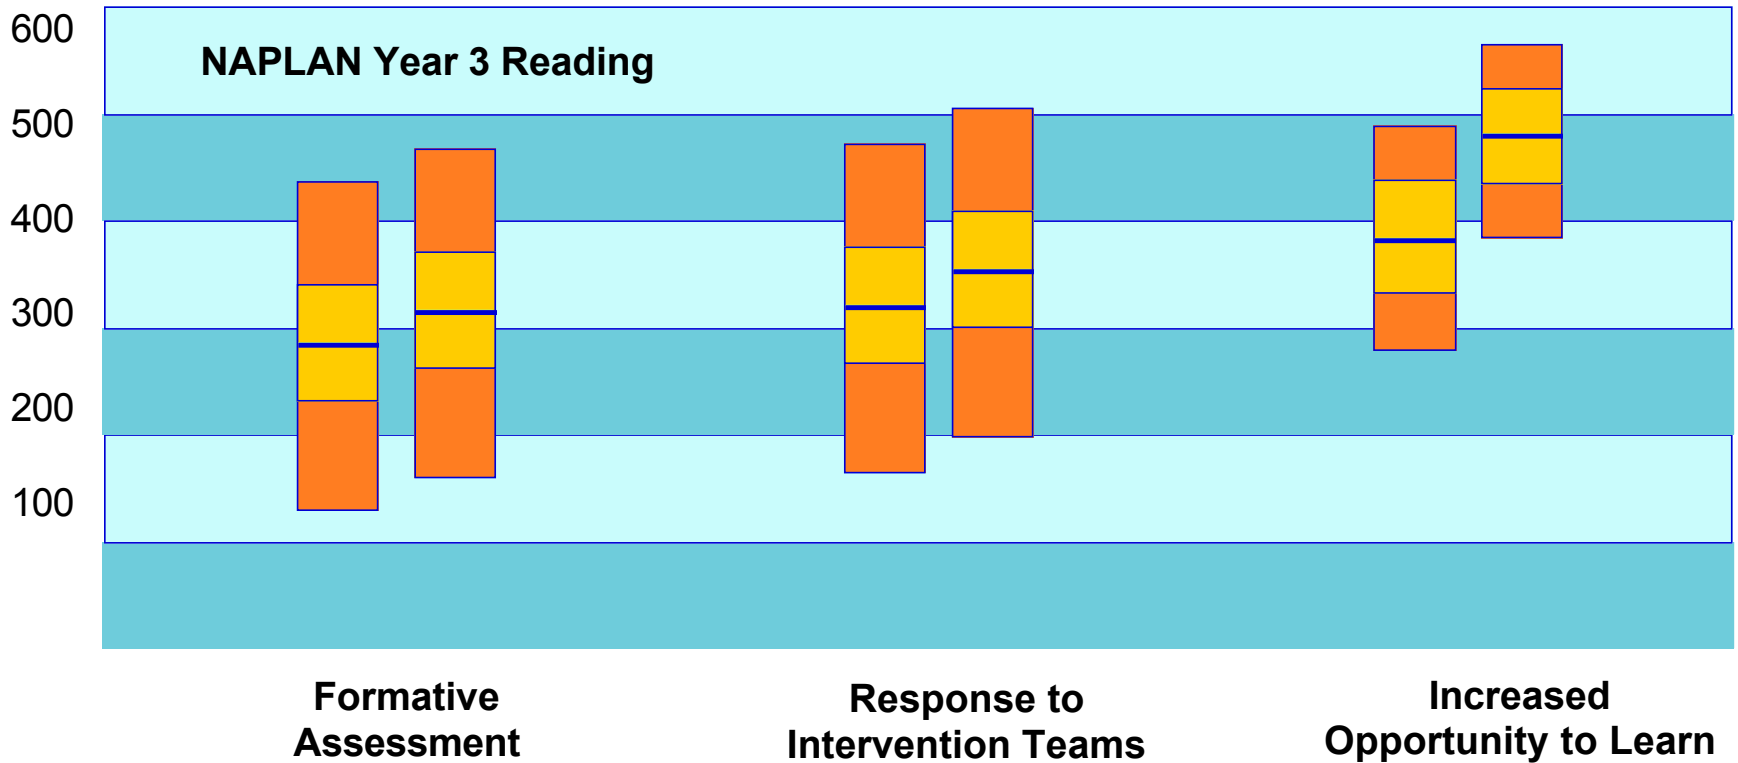 600
NAPLAN Year 3 Reading
500
400
300
200
100
Formative
Assessment
Response to
Intervention Teams
Increased
Opportunity to Learn